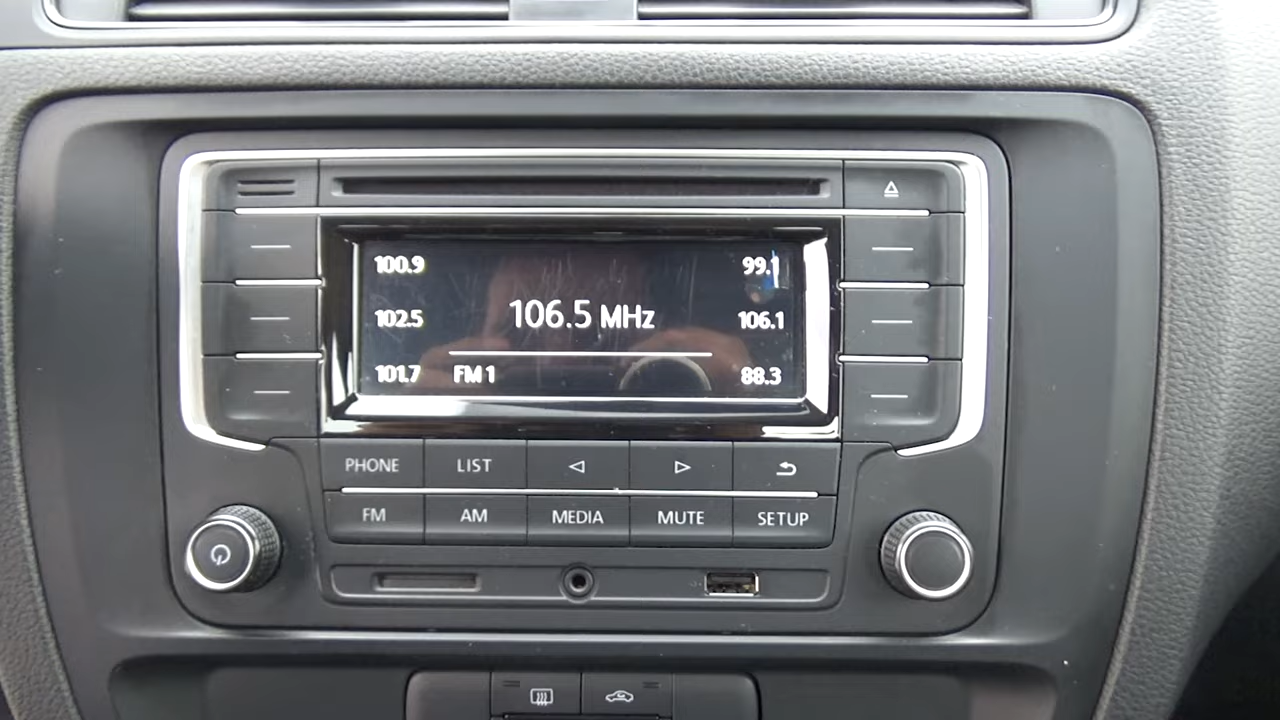 100.9 99.1
102.5 106.5 MHz 106.1
101.7 FM 1 88.3
PHONE LIST
FM AM MEDIA MUTE SETUP